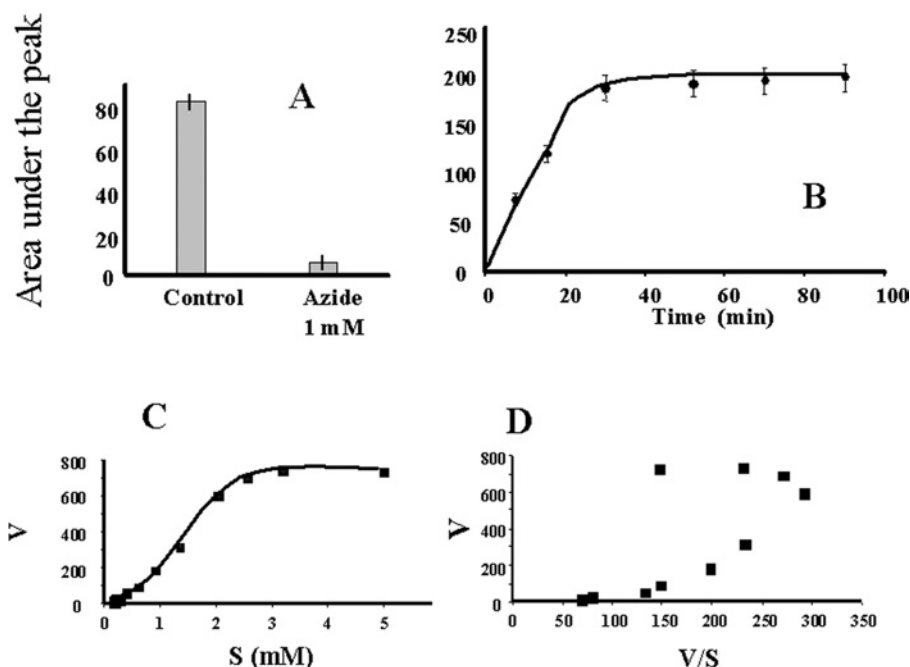 Area under the peak
A
80
60
40
20
0
Control
Azide
1 mM
250
200
150
100
50
0
B
0 20 40 60 80 100
Time (min)
C
V
800
600
400
200
0
0 1 2 3 4 5
S (mM)
D
V
800
600
400
200
0
0 50 100 150 200 250 300 350
V/S